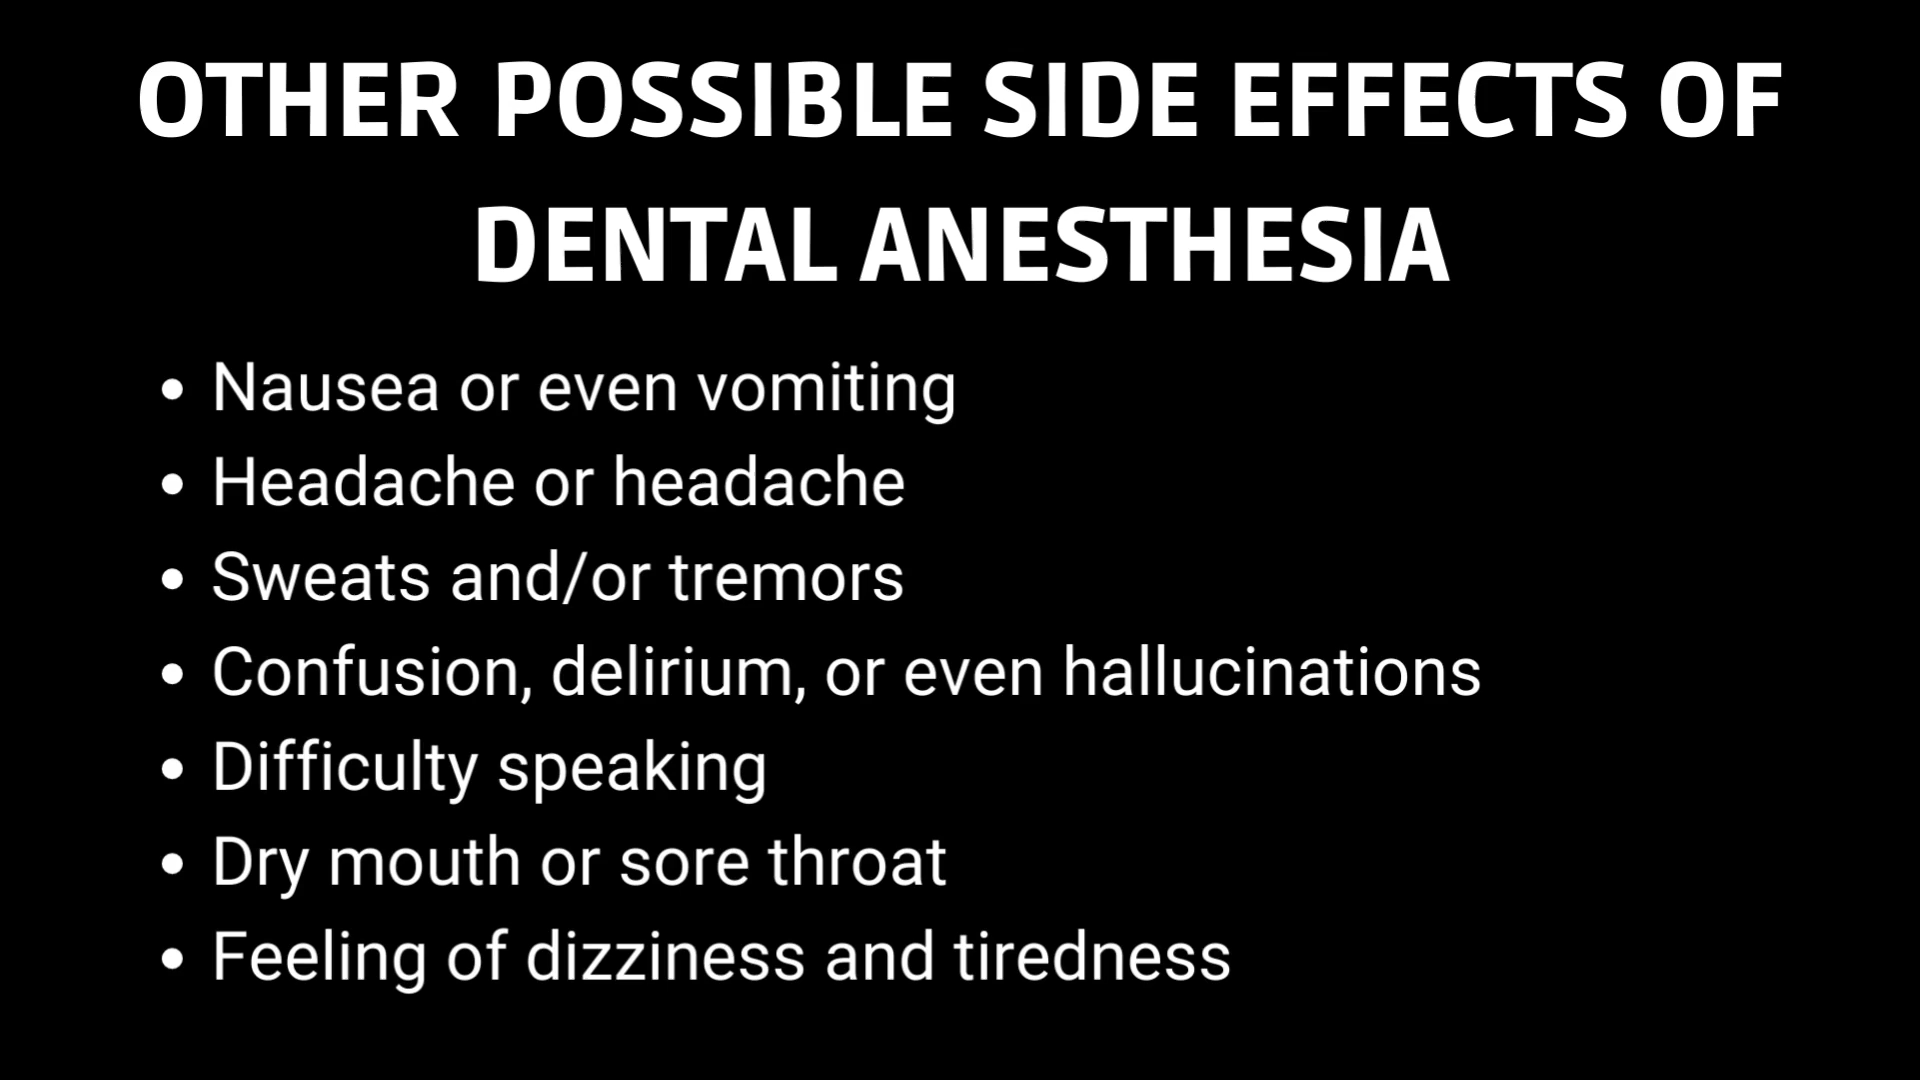 OTHER POSSIBLE SIDE EFFECTS OF
DENTAL ANESTHESIA
• Nausea or even vomiting
• Headache or headache
• Sweats and/or tremors
• Confusion, delirium, or even hallucinations
• Difficulty speaking
• Dry mouth or sore throat
• Feeling of dizziness and tiredness